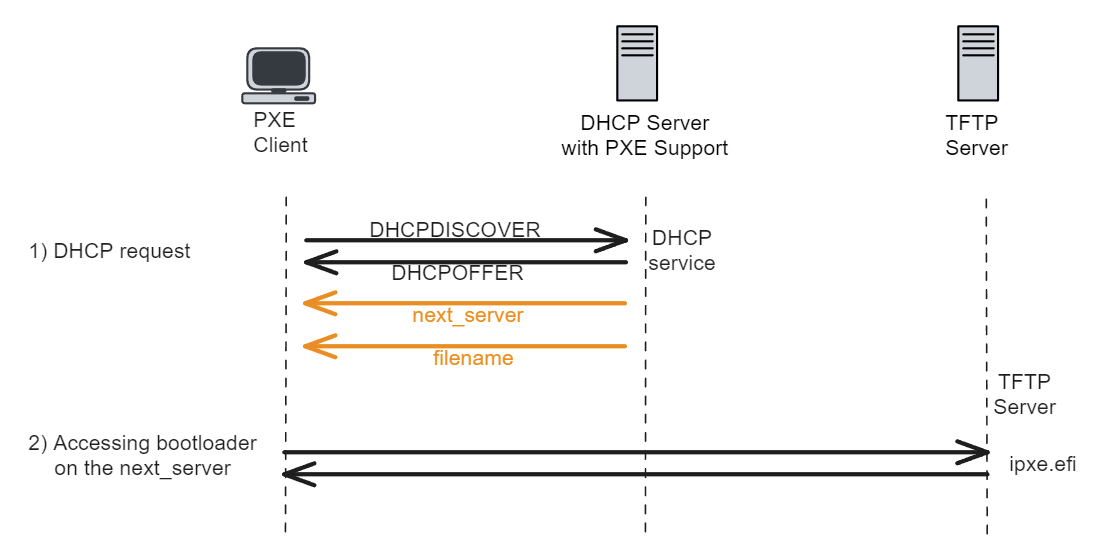 PXE
Client
DHCP Server
with PXE Support
TFTP
Server
1) DHCP request
DHCPDISCOVER
DHCPOFFER
DHCP
service
next_server
filename
TFTP
Server
2) Accessing bootloader
on the next_server
ipxe.efi